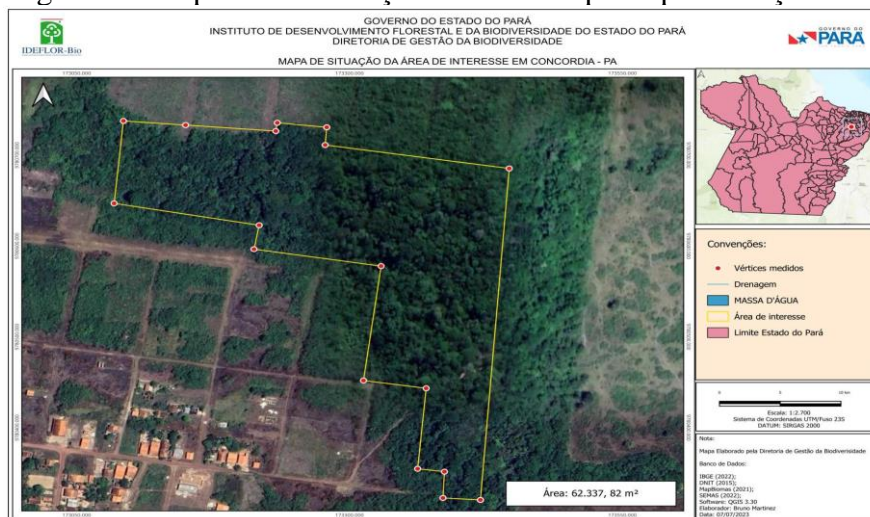 GOVERNO DO ESTADO DO PARÁ
INSTITUTO DE DESENVOLVIMENTO FLORESTAL E DA BIODIVERSIDADE DO ESTADO DO PARÁ
DIRETORIA DE GESTÃO DA BIODIVERSIDADE
IDEFLOR-Bio
GOVERNO DO
PARÁ
MAPA DE SITUAÇÃO DA ÁREA DE INTERESSE EM CONCORDIA - PA
Convenções:
Vértices medidos
Drenagem
MASSA D'ÁGUA
Área de interesse
Limite Estado do Pará
Escala: 1:2.700
Sistema de Coordenadas UTM/Fuso 23S
DATUM: SIRGAS 2000
Nota:
Mapa Elaborado pela Diretoria de Gestão da Biodiversidade
Banco de Dados:
IBGE (2022);
DNIT (2015);
MapBiomas (2021);
SEMAS (2022);
Software: QGIS 3.30
Elaborador: Bruno Martinez
Data: 07/07/2023
Área: 62.337, 82 m²